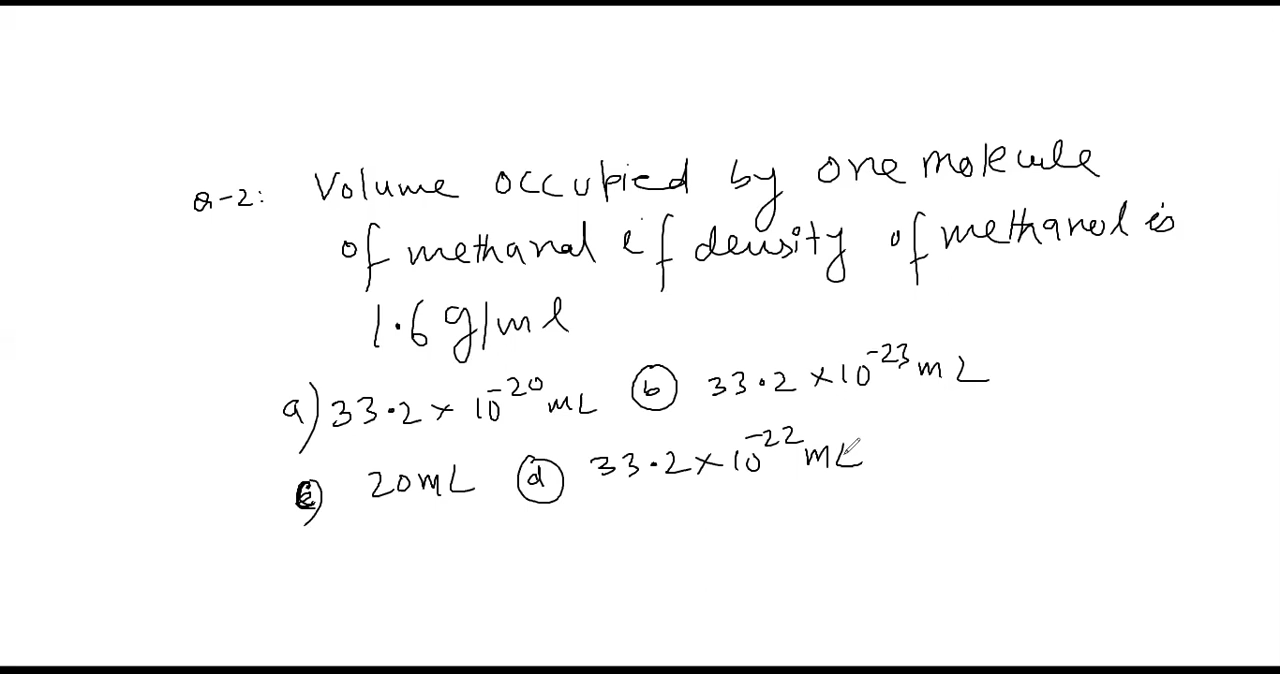 Q-2: Volume occupied by one molecule
of methanol if density of methanol is
1.6 g/ml
a) 33.2 × 10⁻²⁰ mL (b) 33.2 × 10⁻²³ mL
c) 20 mL (d) 33.2 × 10⁻²² mL